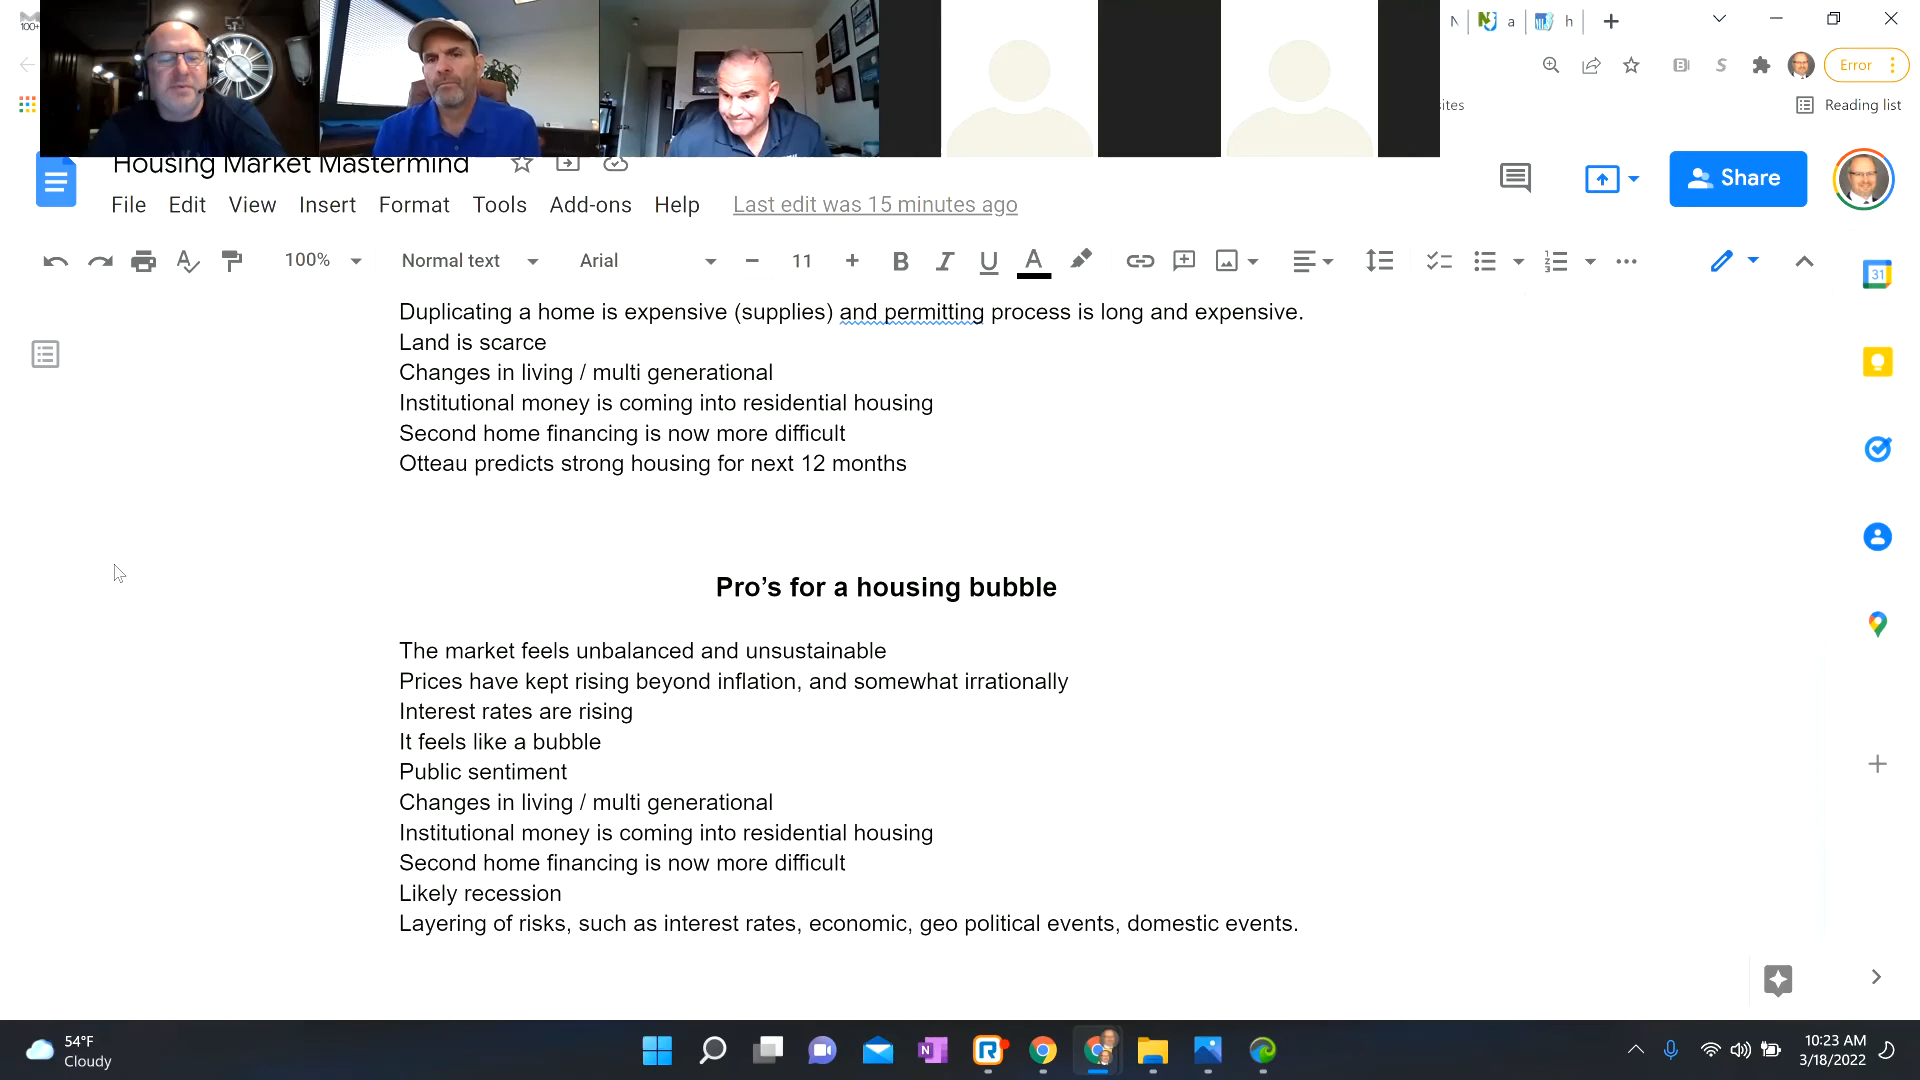 100+
N
a
h
Error
sites
Reading list
Housing Market Mastermind
Share
File Edit View Insert Format Tools Add-ons Help Last edit was 15 minutes ago
100% Normal text Arial 11 B I U A
31
Duplicating a home is expensive (supplies) and permitting process is long and expensive.
Land is scarce
Changes in living / multi generational
Institutional money is coming into residential housing
Second home financing is now more difficult
Otteau predicts strong housing for next 12 months
Pro’s for a housing bubble
The market feels unbalanced and unsustainable
Prices have kept rising beyond inflation, and somewhat irrationally
Interest rates are rising
It feels like a bubble
Public sentiment
Changes in living / multi generational
Institutional money is coming into residential housing
Second home financing is now more difficult
Likely recession
Layering of risks, such as interest rates, economic, geo political events, domestic events.
54°F
Cloudy
10:23 AM
3/18/2022